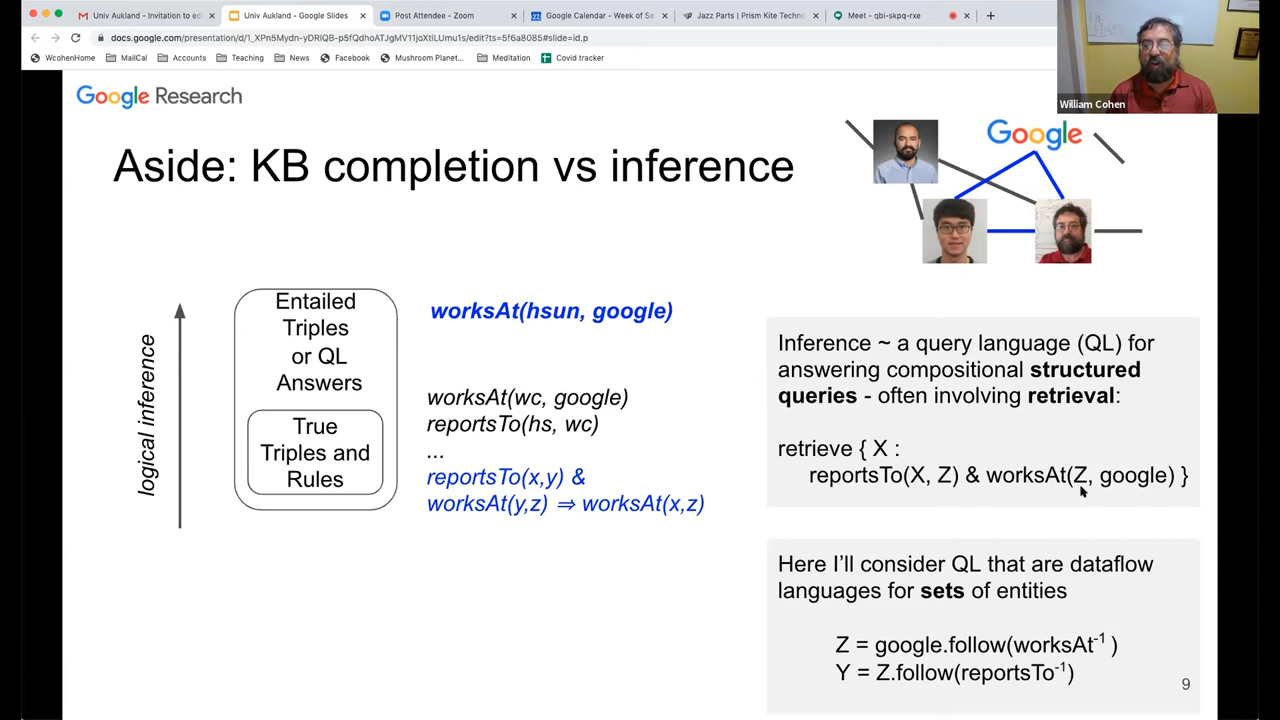 Univ Aukland - Invitation to ed
Univ Aukland - Google Slides
Post Attendee - Zoom
Google Calendar - Week of Se
Jazz Parts | Prism Kite Techno
Meet - qbi-skpq-rxe
docs.google.com/presentation/d/1_XPn5Mydn-yDRlQB-p5fQdhoATJgMV11joXtiLUmu1s/edit?ts=5f6a8085#slide=id.p
WcohenHome
MailCal
Accounts
Teaching
News
Facebook
Mushroom Planet...
Meditation
Covid tracker
William Cohen
Google Research
Google
Aside: KB completion vs inference
logical inference
Entailed
Triples
or QL
Answers
True
Triples and
Rules
worksAt(hsun, google)
worksAt(wc, google)
reportsTo(hs, wc)
...
reportsTo(x,y) &
worksAt(y,z) ⇒ worksAt(x,z)
Inference ~ a query language (QL) for
answering compositional structured
queries - often involving retrieval:
retrieve { X :
reportsTo(X, Z) & worksAt(Z, google) }
Here I'll consider QL that are dataflow
languages for sets of entities
Z = google.follow(worksAt⁻¹ )
Y = Z.follow(reportsTo⁻¹)
9